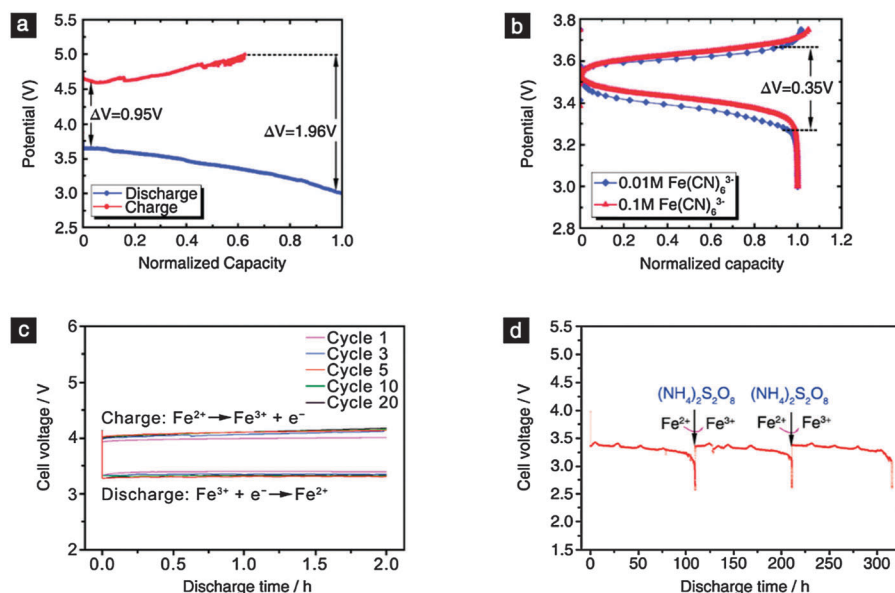 a
5.5
5.0
4.5
4.0
3.5
3.0
2.5
Potential (V)
ΔV=0.95V
ΔV=1.96V
Discharge
Charge
0 0.2 0.4 0.6 0.8 1.0
Normalized Capacity
b
3.8
3.6
3.4
3.2
3.0
2.8
Potential (V)
ΔV=0.35V
0.01M Fe(CN)₆³⁻
0.1M Fe(CN)₆³⁻
0 0.2 0.4 0.6 0.8 1.0 1.2
Normalized capacity
c
6
5
4
3
2
Cell voltage / V
Cycle 1
Cycle 3
Cycle 5
Cycle 10
Cycle 20
Charge: Fe²⁺→Fe³⁺ + e⁻
Discharge: Fe³⁺ + e⁻→Fe²⁺
0.0 0.5 1.0 1.5 2.0
Discharge time / h
d
5.5
5.0
4.5
4.0
3.5
3.0
2.5
2.0
1.5
Cell voltage / V
(NH₄)₂S₂O₈ (NH₄)₂S₂O₈
Fe²⁺ Fe³⁺ Fe²⁺ Fe³⁺
0 50 100 150 200 250 300
Discharge time / h